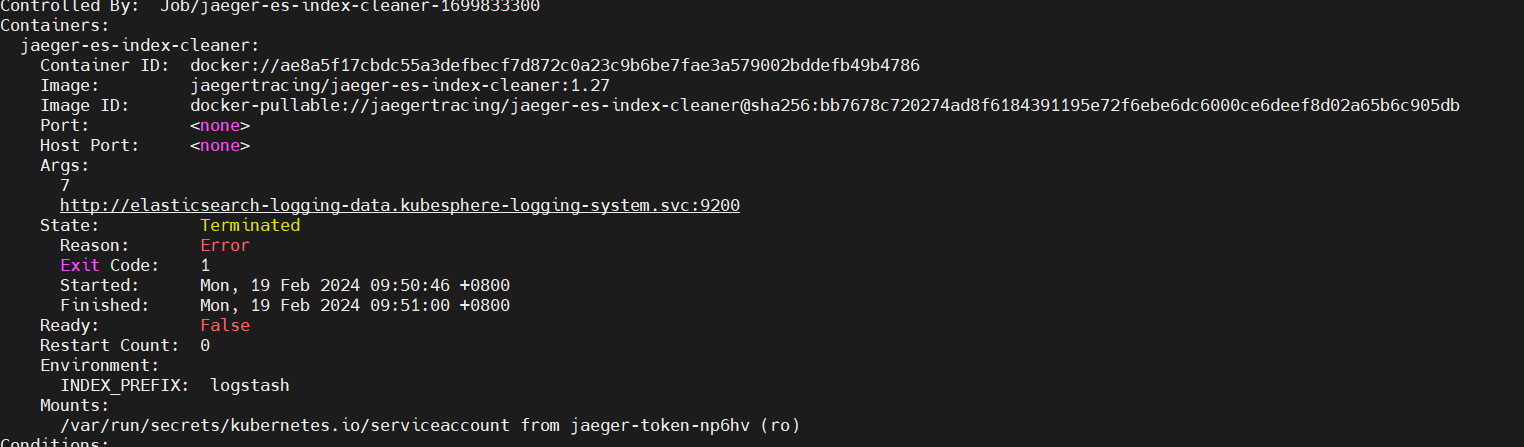 Controlled By:  Job/jaeger-es-index-cleaner-1699833300
Containers:
  jaeger-es-index-cleaner:
    Container ID:  docker://ae8a5f17cbdc55a3defbecf7d872c0a23c9b6be7fae3a579002bddefb49b4786
    Image:         jaegertracing/jaeger-es-index-cleaner:1.27
    Image ID:      docker-pullable://jaegertracing/jaeger-es-index-cleaner@sha256:bb7678c720274ad8f6184391195e72f6ebe6dc6000ce6deef8d02a65b6c905db
    Port:          <none>
    Host Port:     <none>
    Args:
      7
      http://elasticsearch-logging-data.kubesphere-logging-system.svc:9200
    State:          Terminated
      Reason:       Error
      Exit Code:    1
      Started:      Mon, 19 Feb 2024 09:50:46 +0800
      Finished:     Mon, 19 Feb 2024 09:51:00 +0800
    Ready:          False
    Restart Count:  0
    Environment:
      INDEX_PREFIX:  logstash
    Mounts:
      /var/run/secrets/kubernetes.io/serviceaccount from jaeger-token-np6hv (ro)
Conditions: